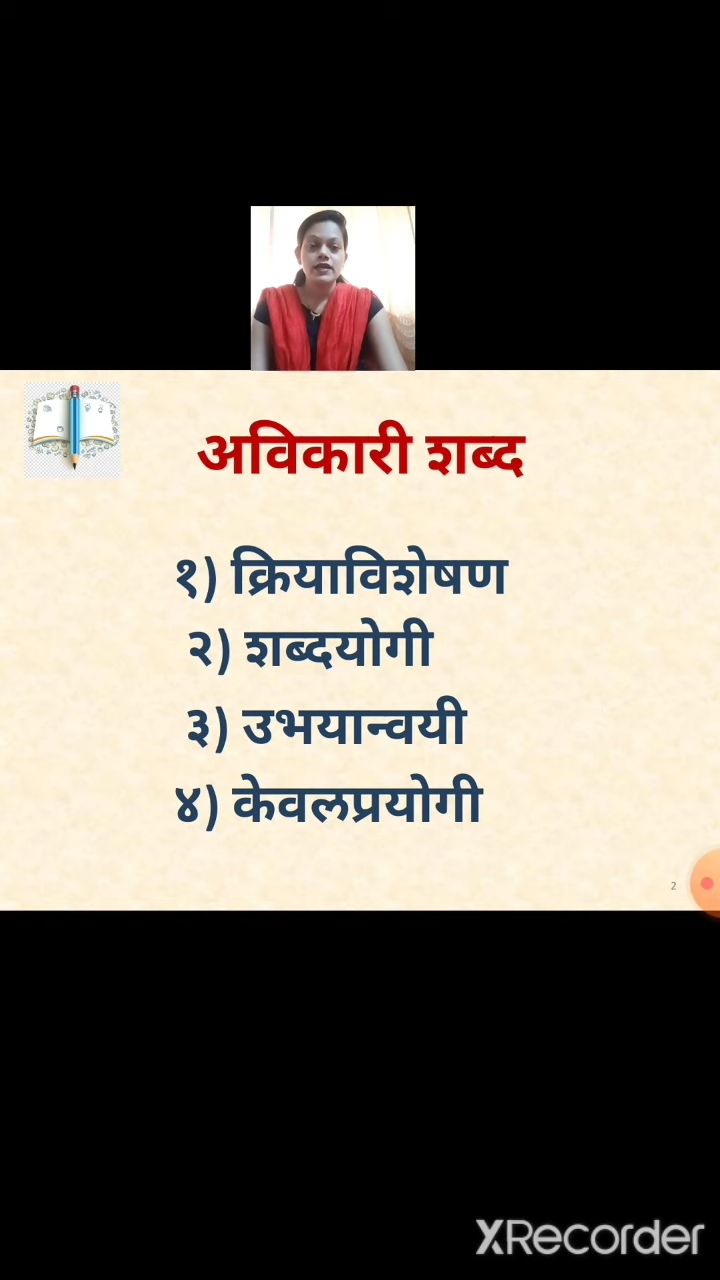 अविकारी शब्द
१) क्रियाविशेषण
२) शब्दयोगी
३) उभयान्वयी
४) केवलप्रयोगी
2
XRecorder